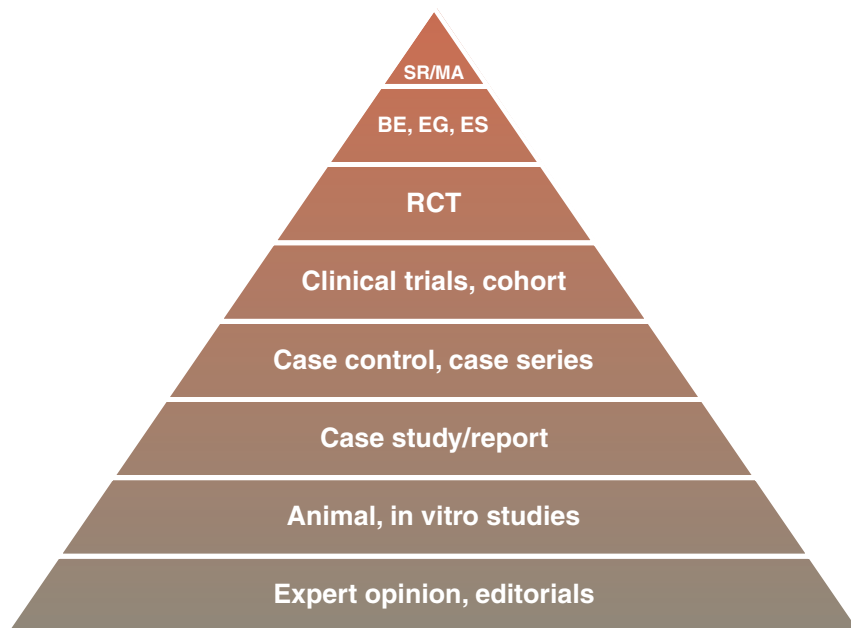 SR/MA
BE, EG, ES
RCT
Clinical trials, cohort
Case control, case series
Case study/report
Animal, in vitro studies
Expert opinion, editorials